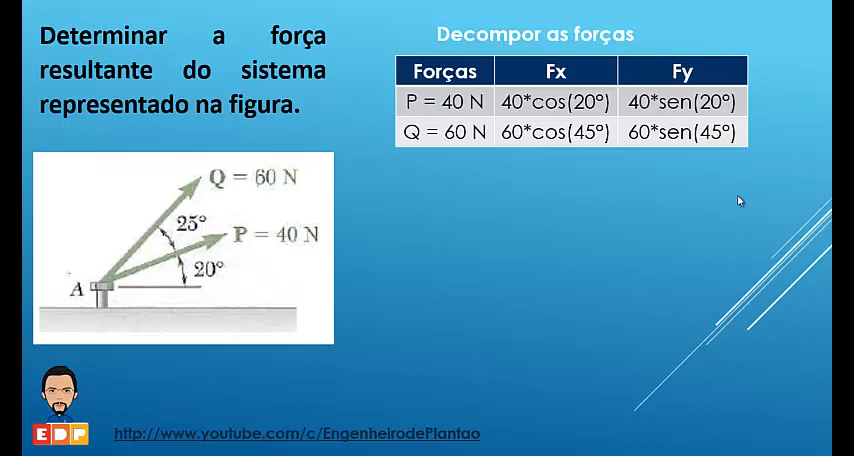 Determinar a força
resultante do sistema
representado na figura.
Decompor as forças
Forças Fx Fy
P = 40 N 40*cos(20°) 40*sen(20°)
Q = 60 N 60*cos(45°) 60*sen(45°)
Q = 60 N
25°
P = 40 N
20°
A
EDP
http://www.youtube.com/c/EngenheirodePlantao